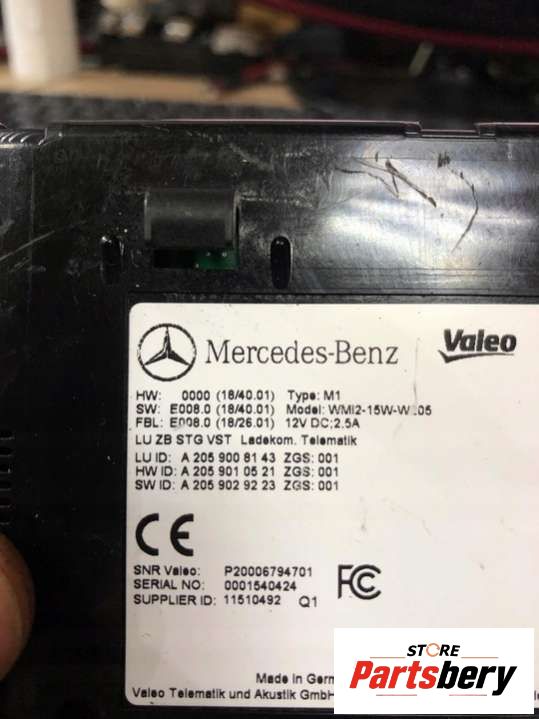 Mercedes-Benz
Valeo
HW: 0000 (18/40.01) Type: M1
SW: E008.0 (18/40.01) Model: WMI2-15W-W 05
FBL: E008.0 (18/26.01) 12V DC;2.5A
LU ZB STG VST Ladekom. Telematik
LU ID: A 205 900 81 43 ZGS: 001
HW ID: A 205 901 05 21 ZGS: 001
SW ID: A 205 902 92 23 ZGS: 001
CE
SNR Valeo: P20006794701
SERIAL NO: 0001540424
SUPPLIER ID: 11510492 Q1
FC
Made in Germ
Valeo Telematik und Akustik GmbH
STORE
Partsbery